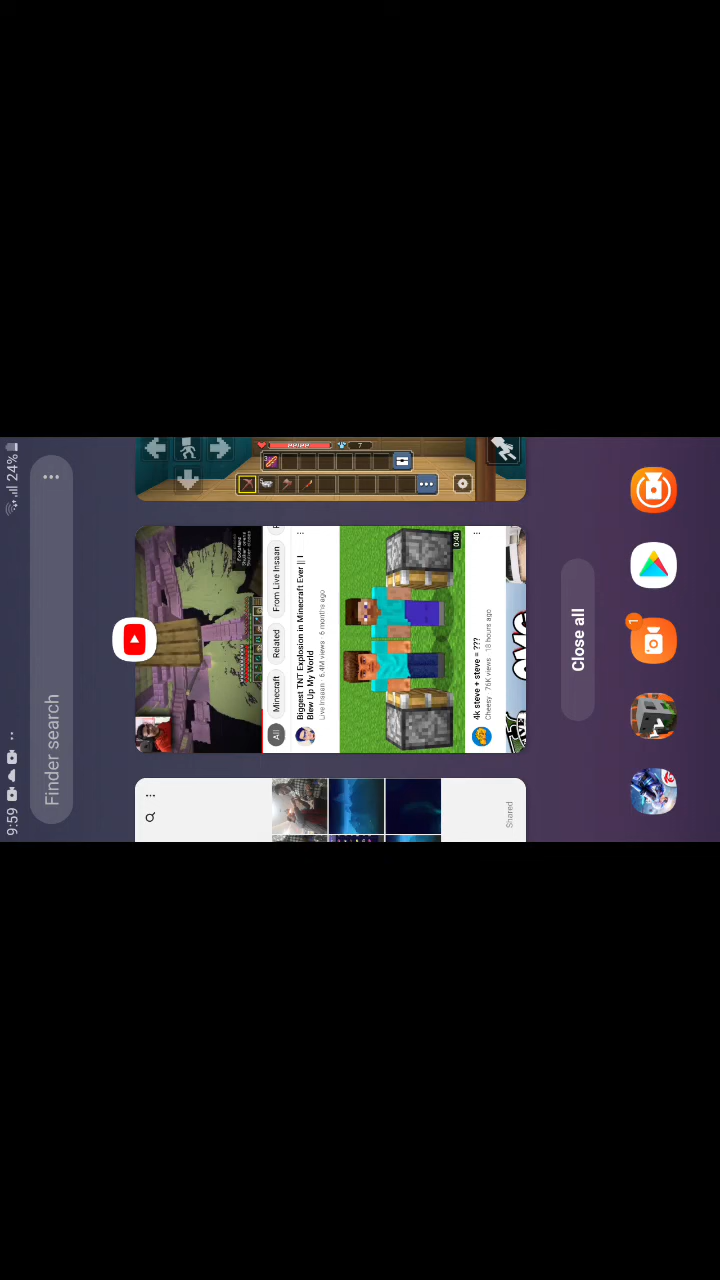 9:59
24%
Finder search
7
All
Minecraft
Related
From Live Insaan
Biggest TNT Explosion in Minecraft Ever || I
Blew Up My World
Live Insaan · 6.4M views · 6 months ago
0:40
4k steve + steve = ???
Cheesy · 76K views · 18 hours ago
Shared
Close all
1